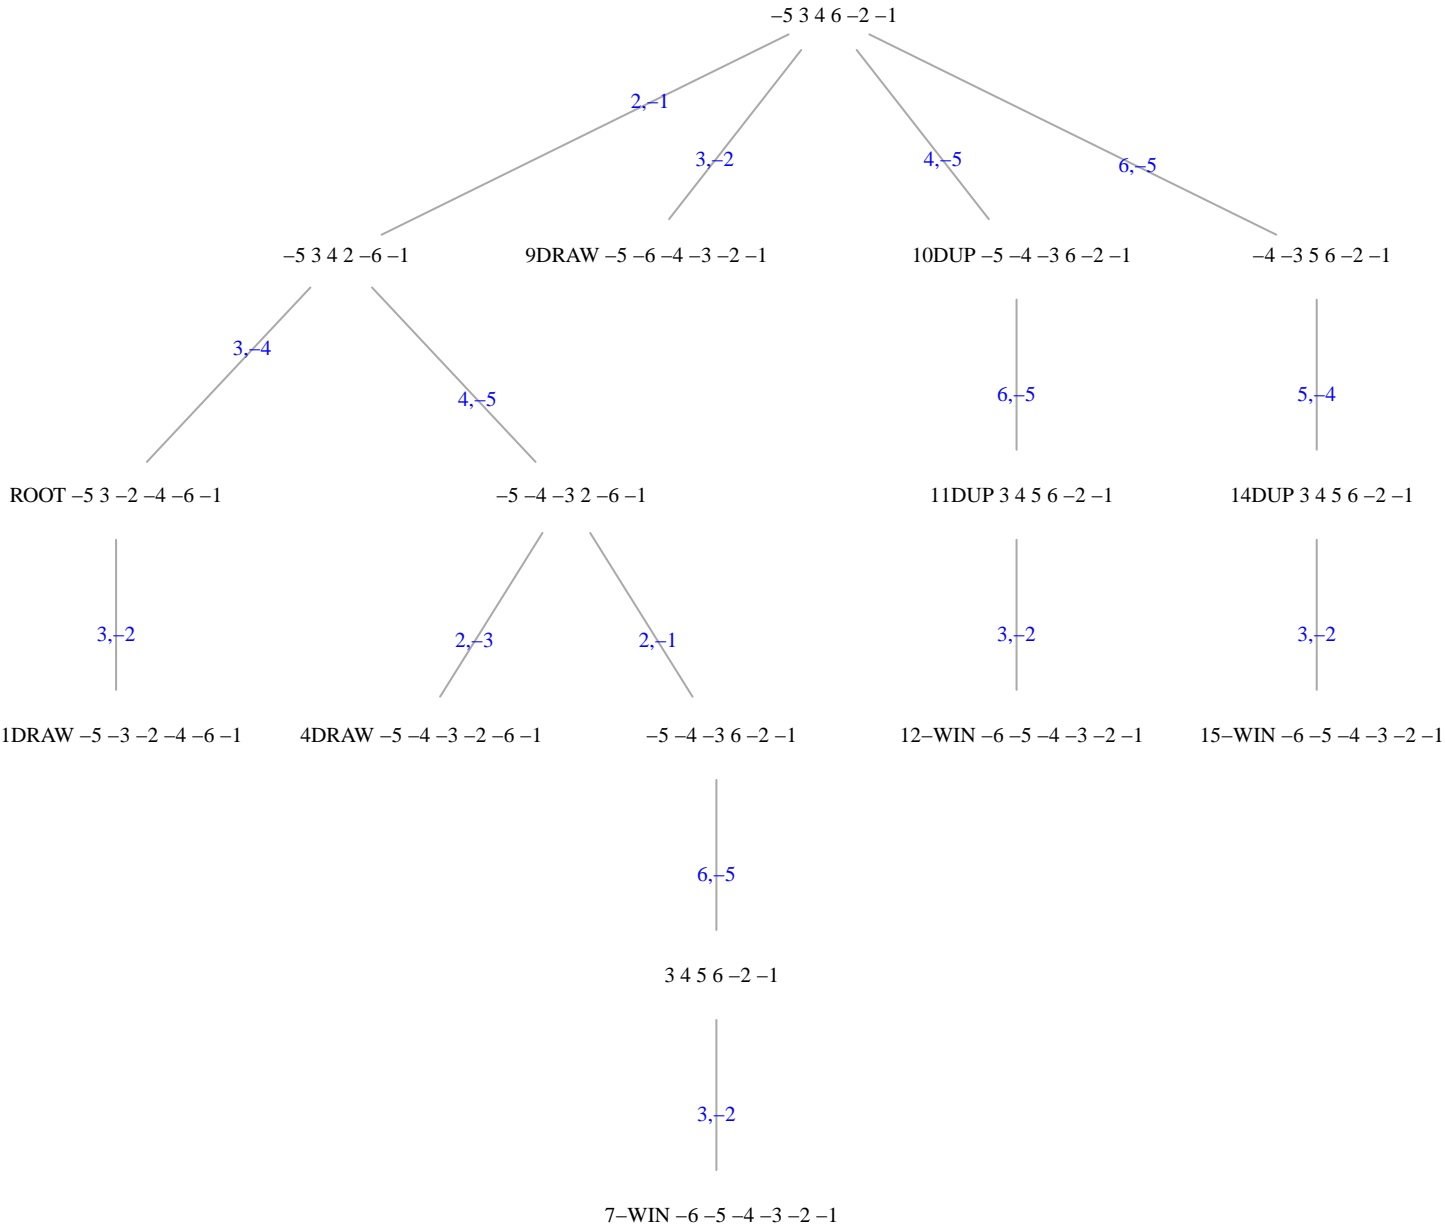 –5 3 4 6 –2 –1
2,–1
3,–2
4,–5
6,–5
–5 3 4 2 –6 –1
9DRAW –5 –6 –4 –3 –2 –1
10DUP –5 –4 –3 6 –2 –1
–4 –3 5 6 –2 –1
3,–4
4,–5
6,–5
5,–4
ROOT –5 3 –2 –4 –6 –1
–5 –4 –3 2 –6 –1
11DUP 3 4 5 6 –2 –1
14DUP 3 4 5 6 –2 –1
3,–2
2,–3
2,–1
3,–2
3,–2
1DRAW –5 –3 –2 –4 –6 –1
4DRAW –5 –4 –3 –2 –6 –1
–5 –4 –3 6 –2 –1
12–WIN –6 –5 –4 –3 –2 –1
15–WIN –6 –5 –4 –3 –2 –1
6,–5
3 4 5 6 –2 –1
3,–2
7–WIN –6 –5 –4 –3 –2 –1